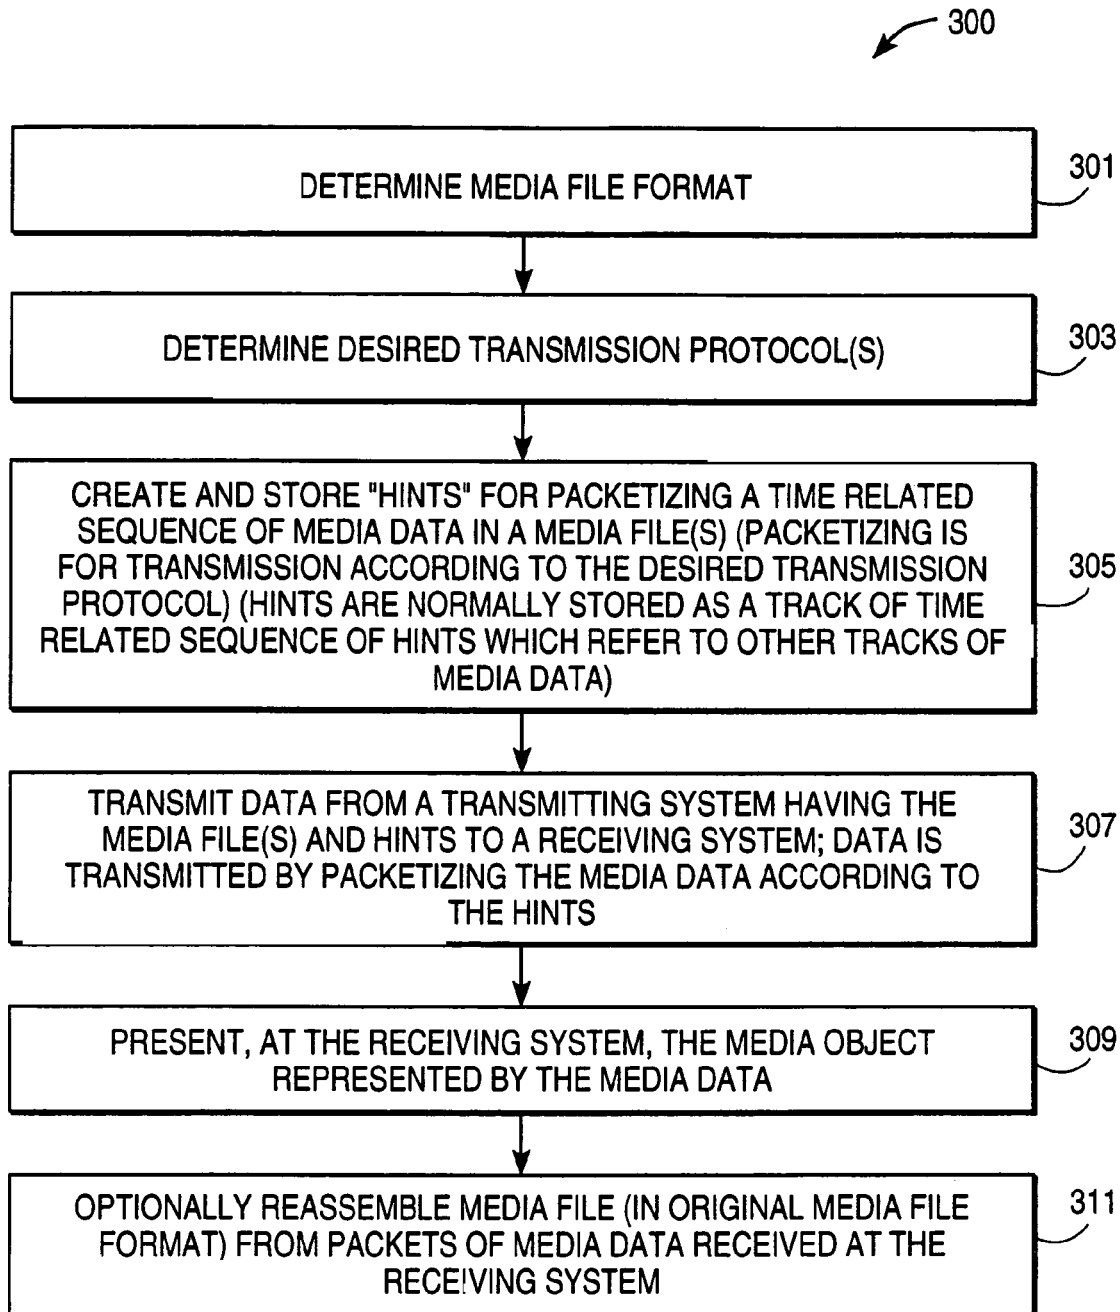 300
DETERMINE MEDIA FILE FORMAT
301
DETERMINE DESIRED TRANSMISSION PROTOCOL(S)
303
CREATE AND STORE "HINTS" FOR PACKETIZING A TIME RELATED
SEQUENCE OF MEDIA DATA IN A MEDIA FILE(S) (PACKETIZING IS
FOR TRANSMISSION ACCORDING TO THE DESIRED TRANSMISSION
PROTOCOL) (HINTS ARE NORMALLY STORED AS A TRACK OF TIME
RELATED SEQUENCE OF HINTS WHICH REFER TO OTHER TRACKS OF
MEDIA DATA)
305
TRANSMIT DATA FROM A TRANSMITTING SYSTEM HAVING THE
MEDIA FILE(S) AND HINTS TO A RECEIVING SYSTEM; DATA IS
TRANSMITTED BY PACKETIZING THE MEDIA DATA ACCORDING TO
THE HINTS
307
PRESENT, AT THE RECEIVING SYSTEM, THE MEDIA OBJECT
REPRESENTED BY THE MEDIA DATA
309
OPTIONALLY REASSEMBLE MEDIA FILE (IN ORIGINAL MEDIA FILE
FORMAT) FROM PACKETS OF MEDIA DATA RECEIVED AT THE
RECEIVING SYSTEM
311